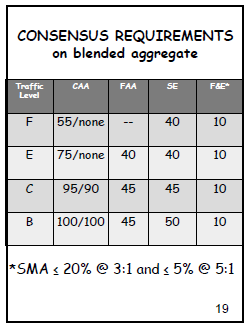 CONSENSUS REQUIREMENTS
on blended aggregate
Traffic Level CAA FAA SE F&E*
F 55/none -- 40 10
E 75/none 40 40 10
C 95/90 45 45 10
B 100/100 45 50 10
*SMA ≤ 20% @ 3:1 and ≤ 5% @ 5:1
19